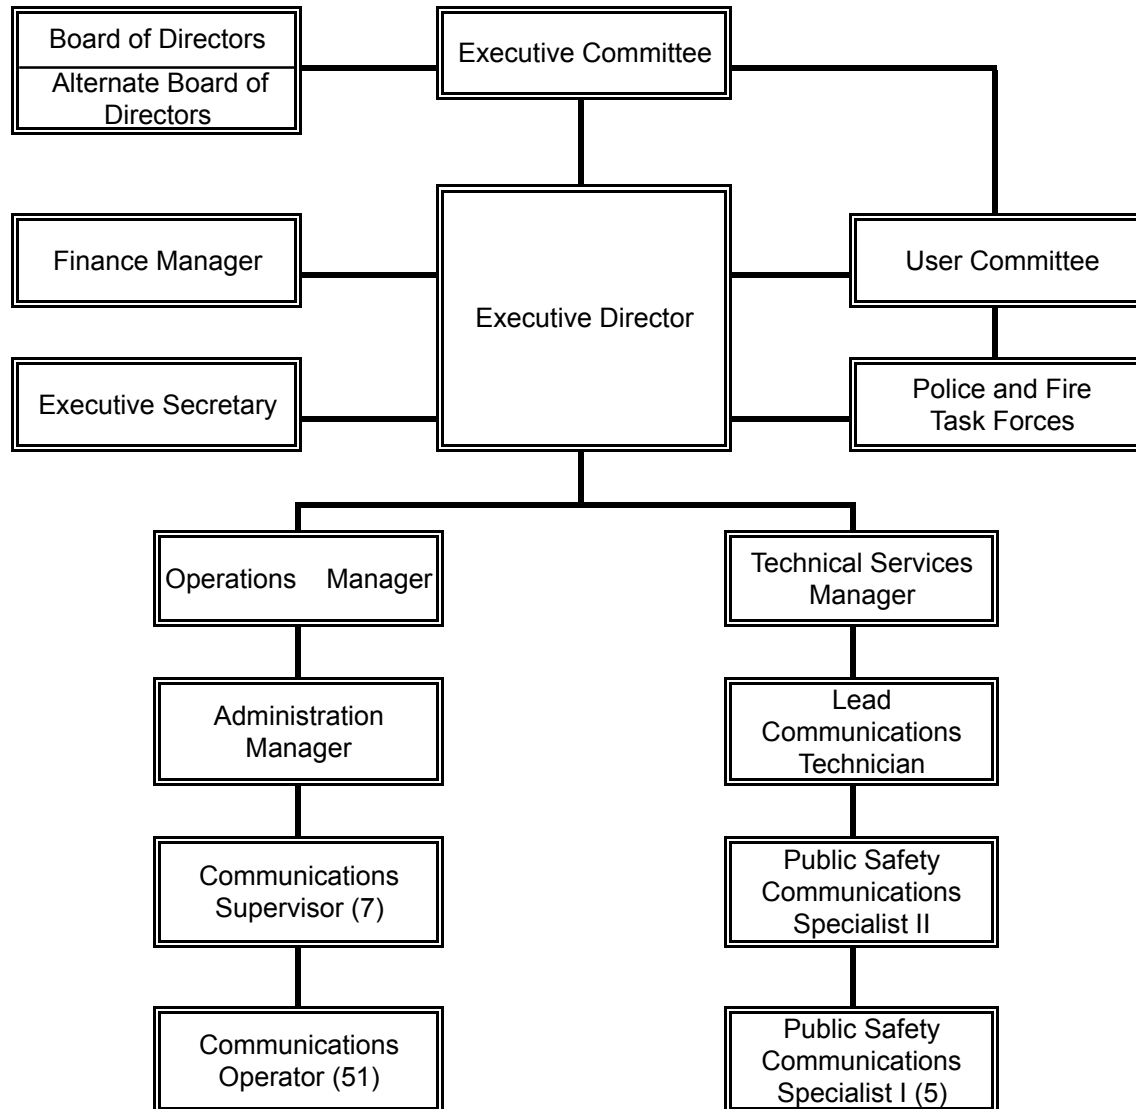 Board of Directors
Alternate Board of
Directors
Executive Committee
Finance Manager
Executive Director
User Committee
Executive Secretary
Police and Fire
Task Forces
Operations Manager
Technical Services
Manager
Administration
Manager
Lead
Communications
Technician
Communications
Supervisor (7)
Public Safety
Communications
Specialist II
Communications
Operator (51)
Public Safety
Communications
Specialist I (5)